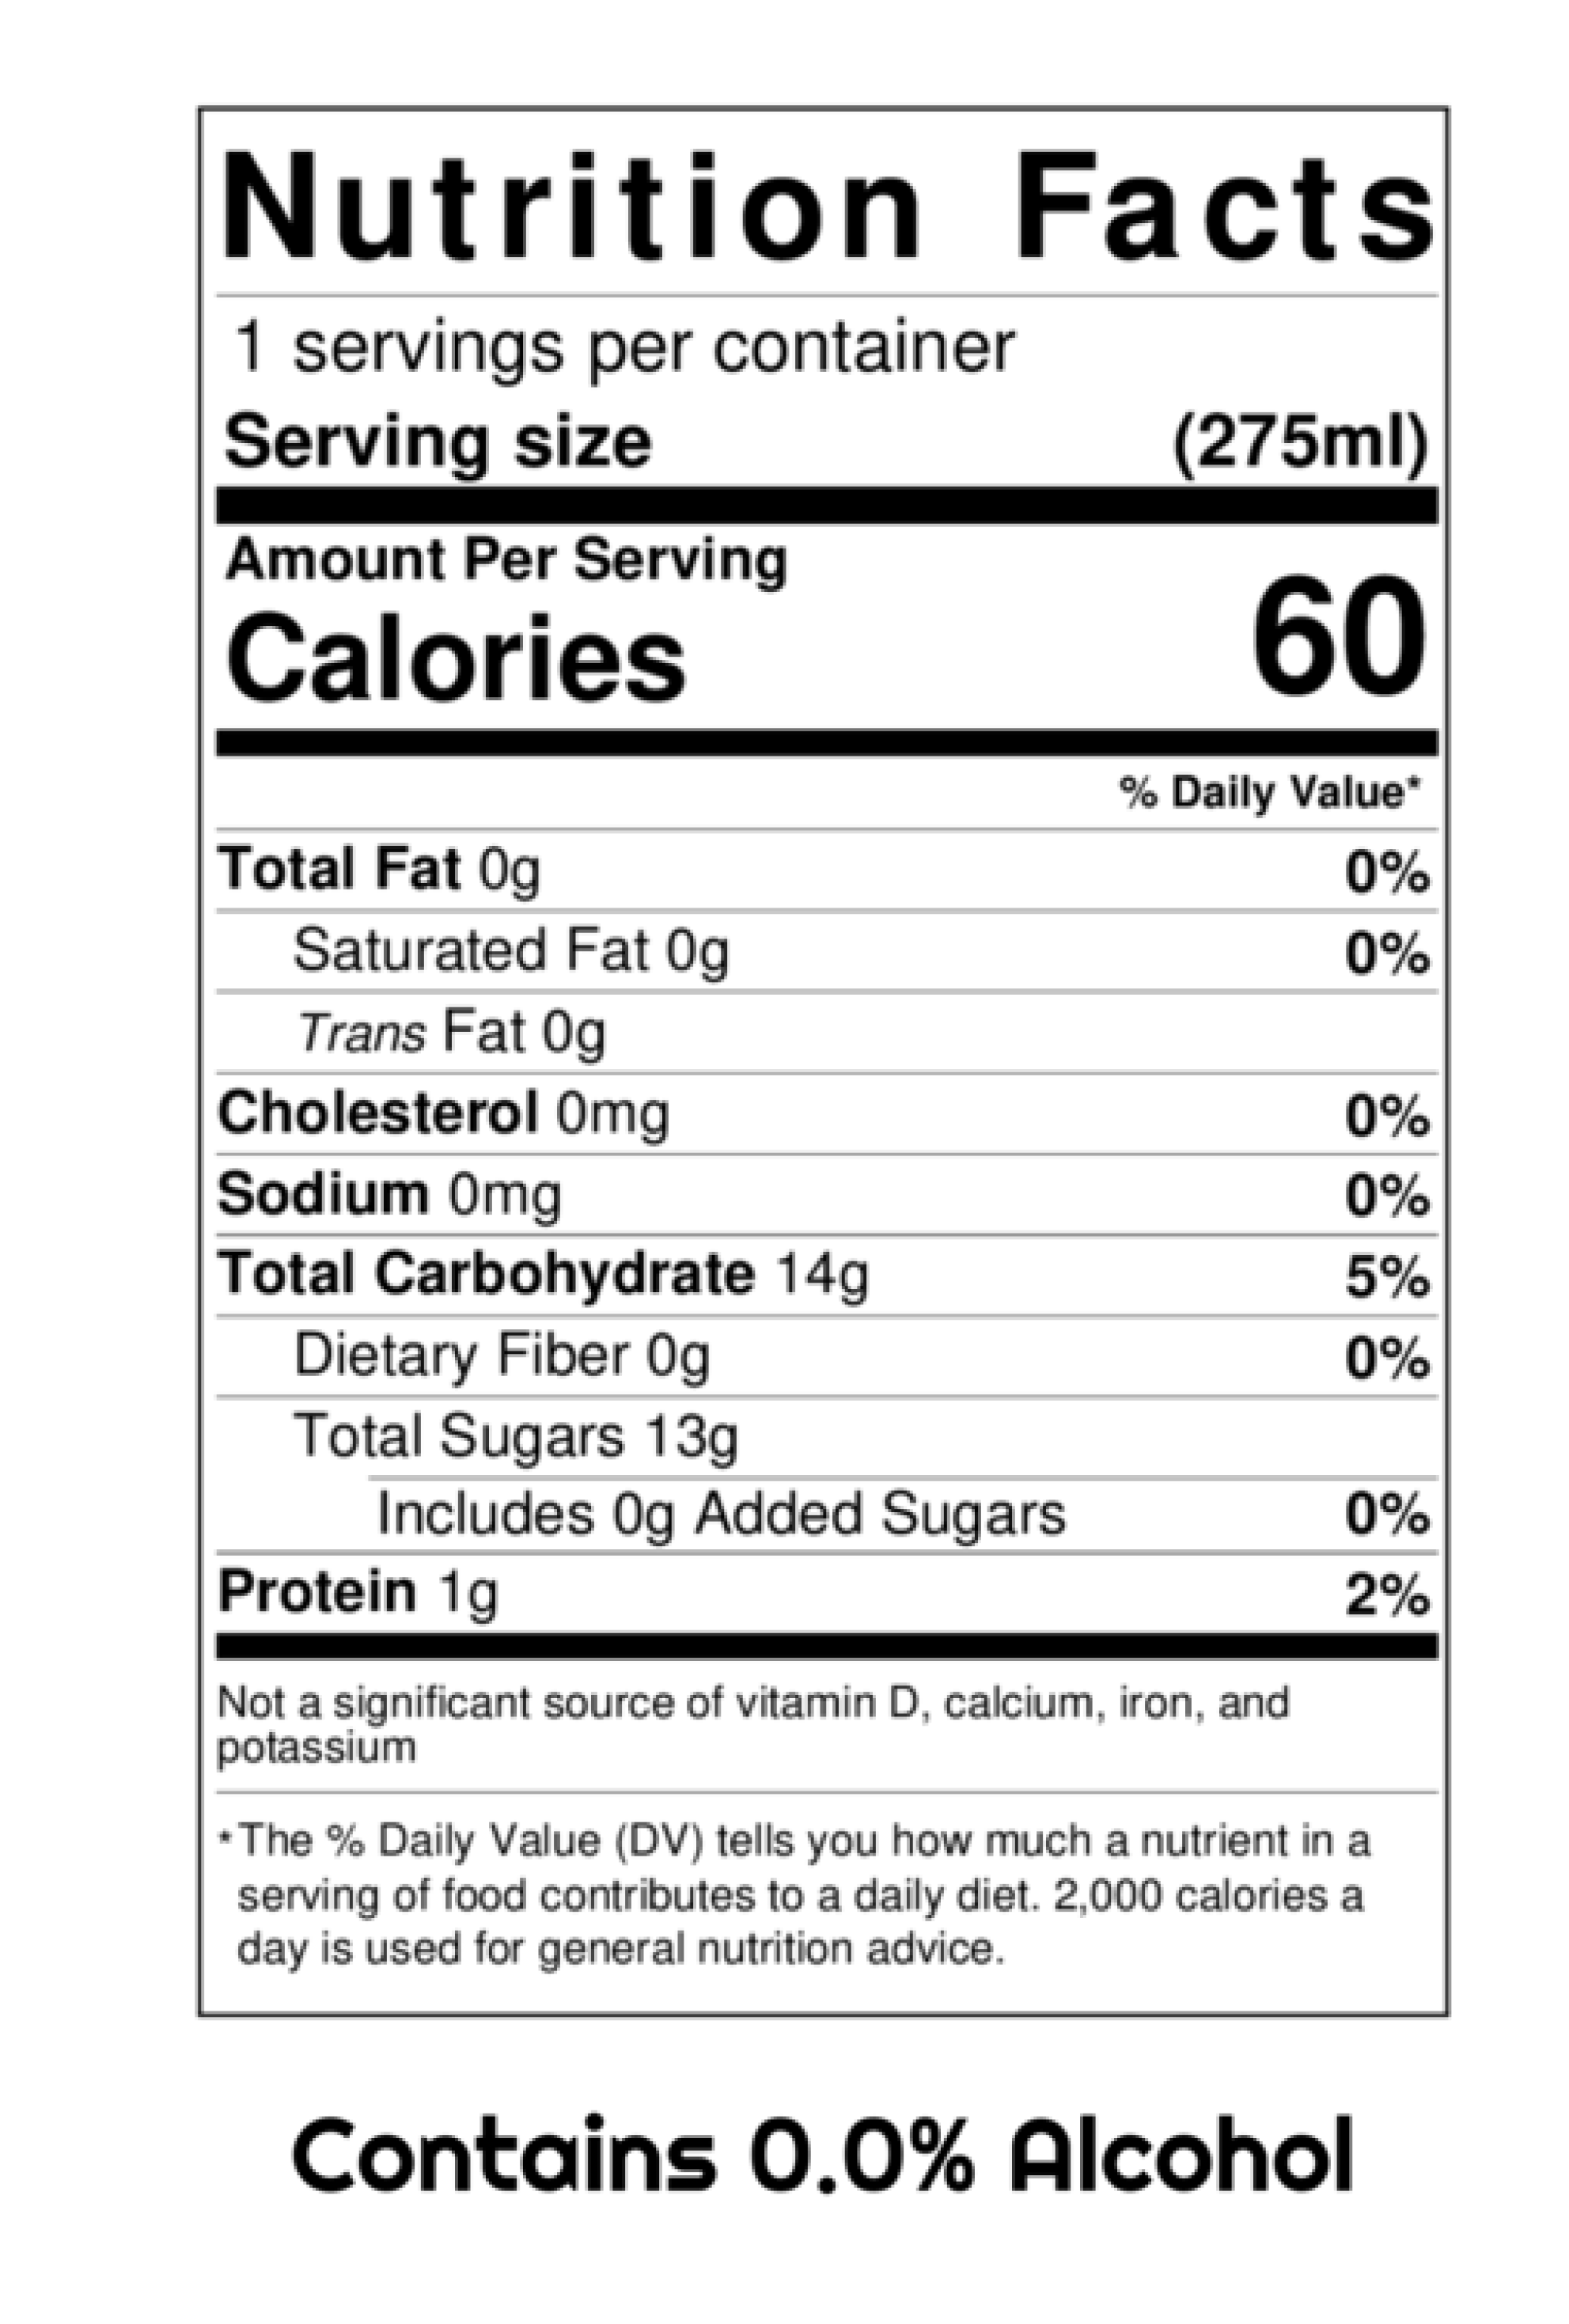 Nutrition Facts
1 servings per container
Serving size (275ml)
Amount Per Serving
Calories 60
% Daily Value*
Total Fat 0g 0%
Saturated Fat 0g 0%
Trans Fat 0g
Cholesterol 0mg 0%
Sodium 0mg 0%
Total Carbohydrate 14g 5%
Dietary Fiber 0g 0%
Total Sugars 13g
Includes 0g Added Sugars 0%
Protein 1g 2%
Not a significant source of vitamin D, calcium, iron, and
potassium
*The % Daily Value (DV) tells you how much a nutrient in a
serving of food contributes to a daily diet. 2,000 calories a
day is used for general nutrition advice.
Contains 0.0% Alcohol